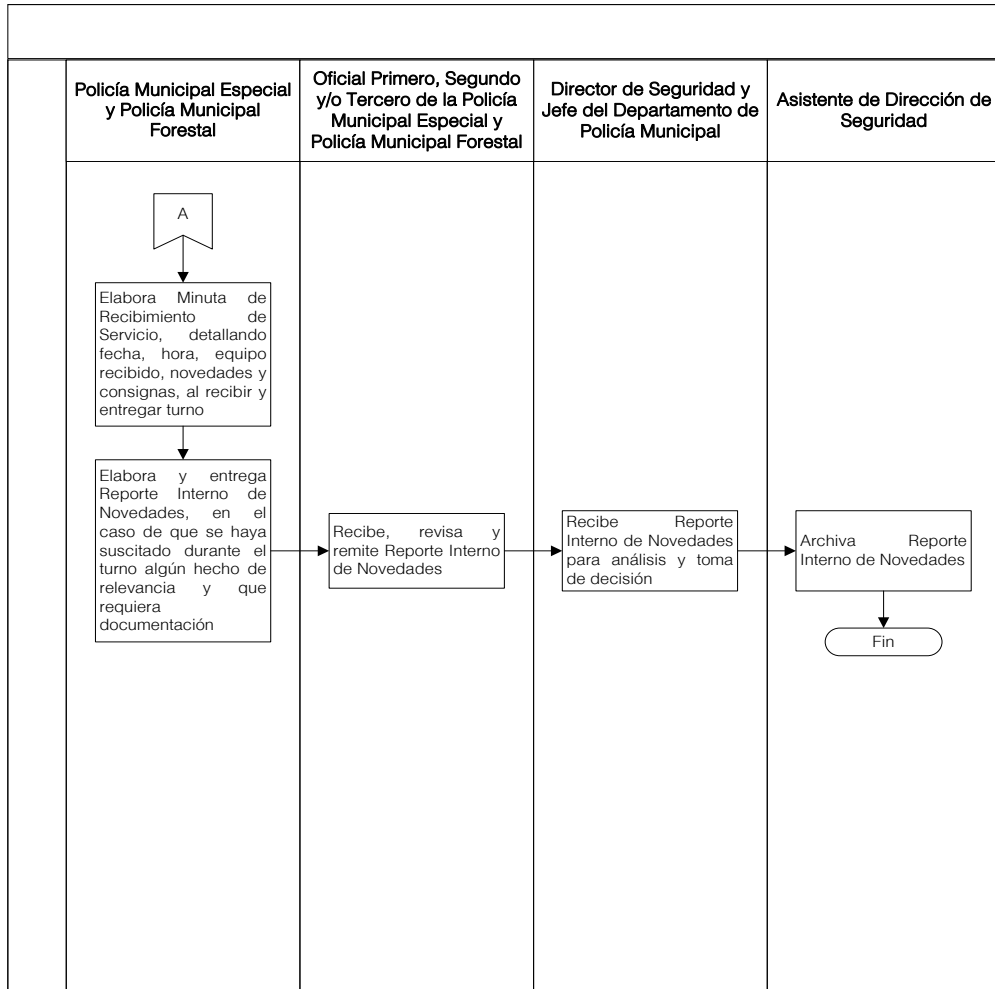 Policía Municipal Especial
y Policía Municipal
Forestal
Oficial Primero, Segundo
y/o Tercero de la Policía
Municipal Especial y
Policía Municipal Forestal
Director de Seguridad y
Jefe del Departamento de
Policía Municipal
Asistente de Dirección de
Seguridad
A
Elabora Minuta de
Recibimiento de
Servicio, detallando
fecha, hora, equipo
recibido, novedades y
consignas, al recibir y
entregar turno
Elabora y entrega
Reporte Interno de
Novedades, en el
caso de que se haya
suscitado durante el
turno algún hecho de
relevancia y que
requiera
documentación
Recibe, revisa y
remite Reporte Interno
de Novedades
Recibe Reporte
Interno de Novedades
para análisis y toma
de decisión
Archiva Reporte
Interno de Novedades
Fin